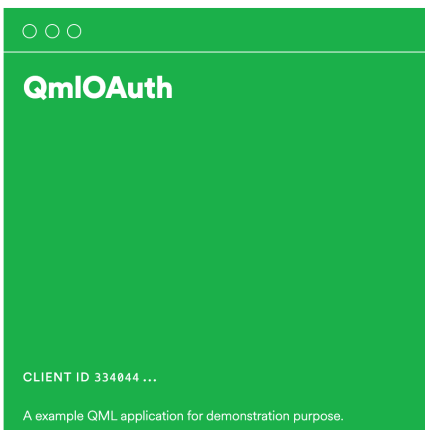 QmlOAuth
CLIENT ID 334044 ...
A example QML application for demonstration purpose.